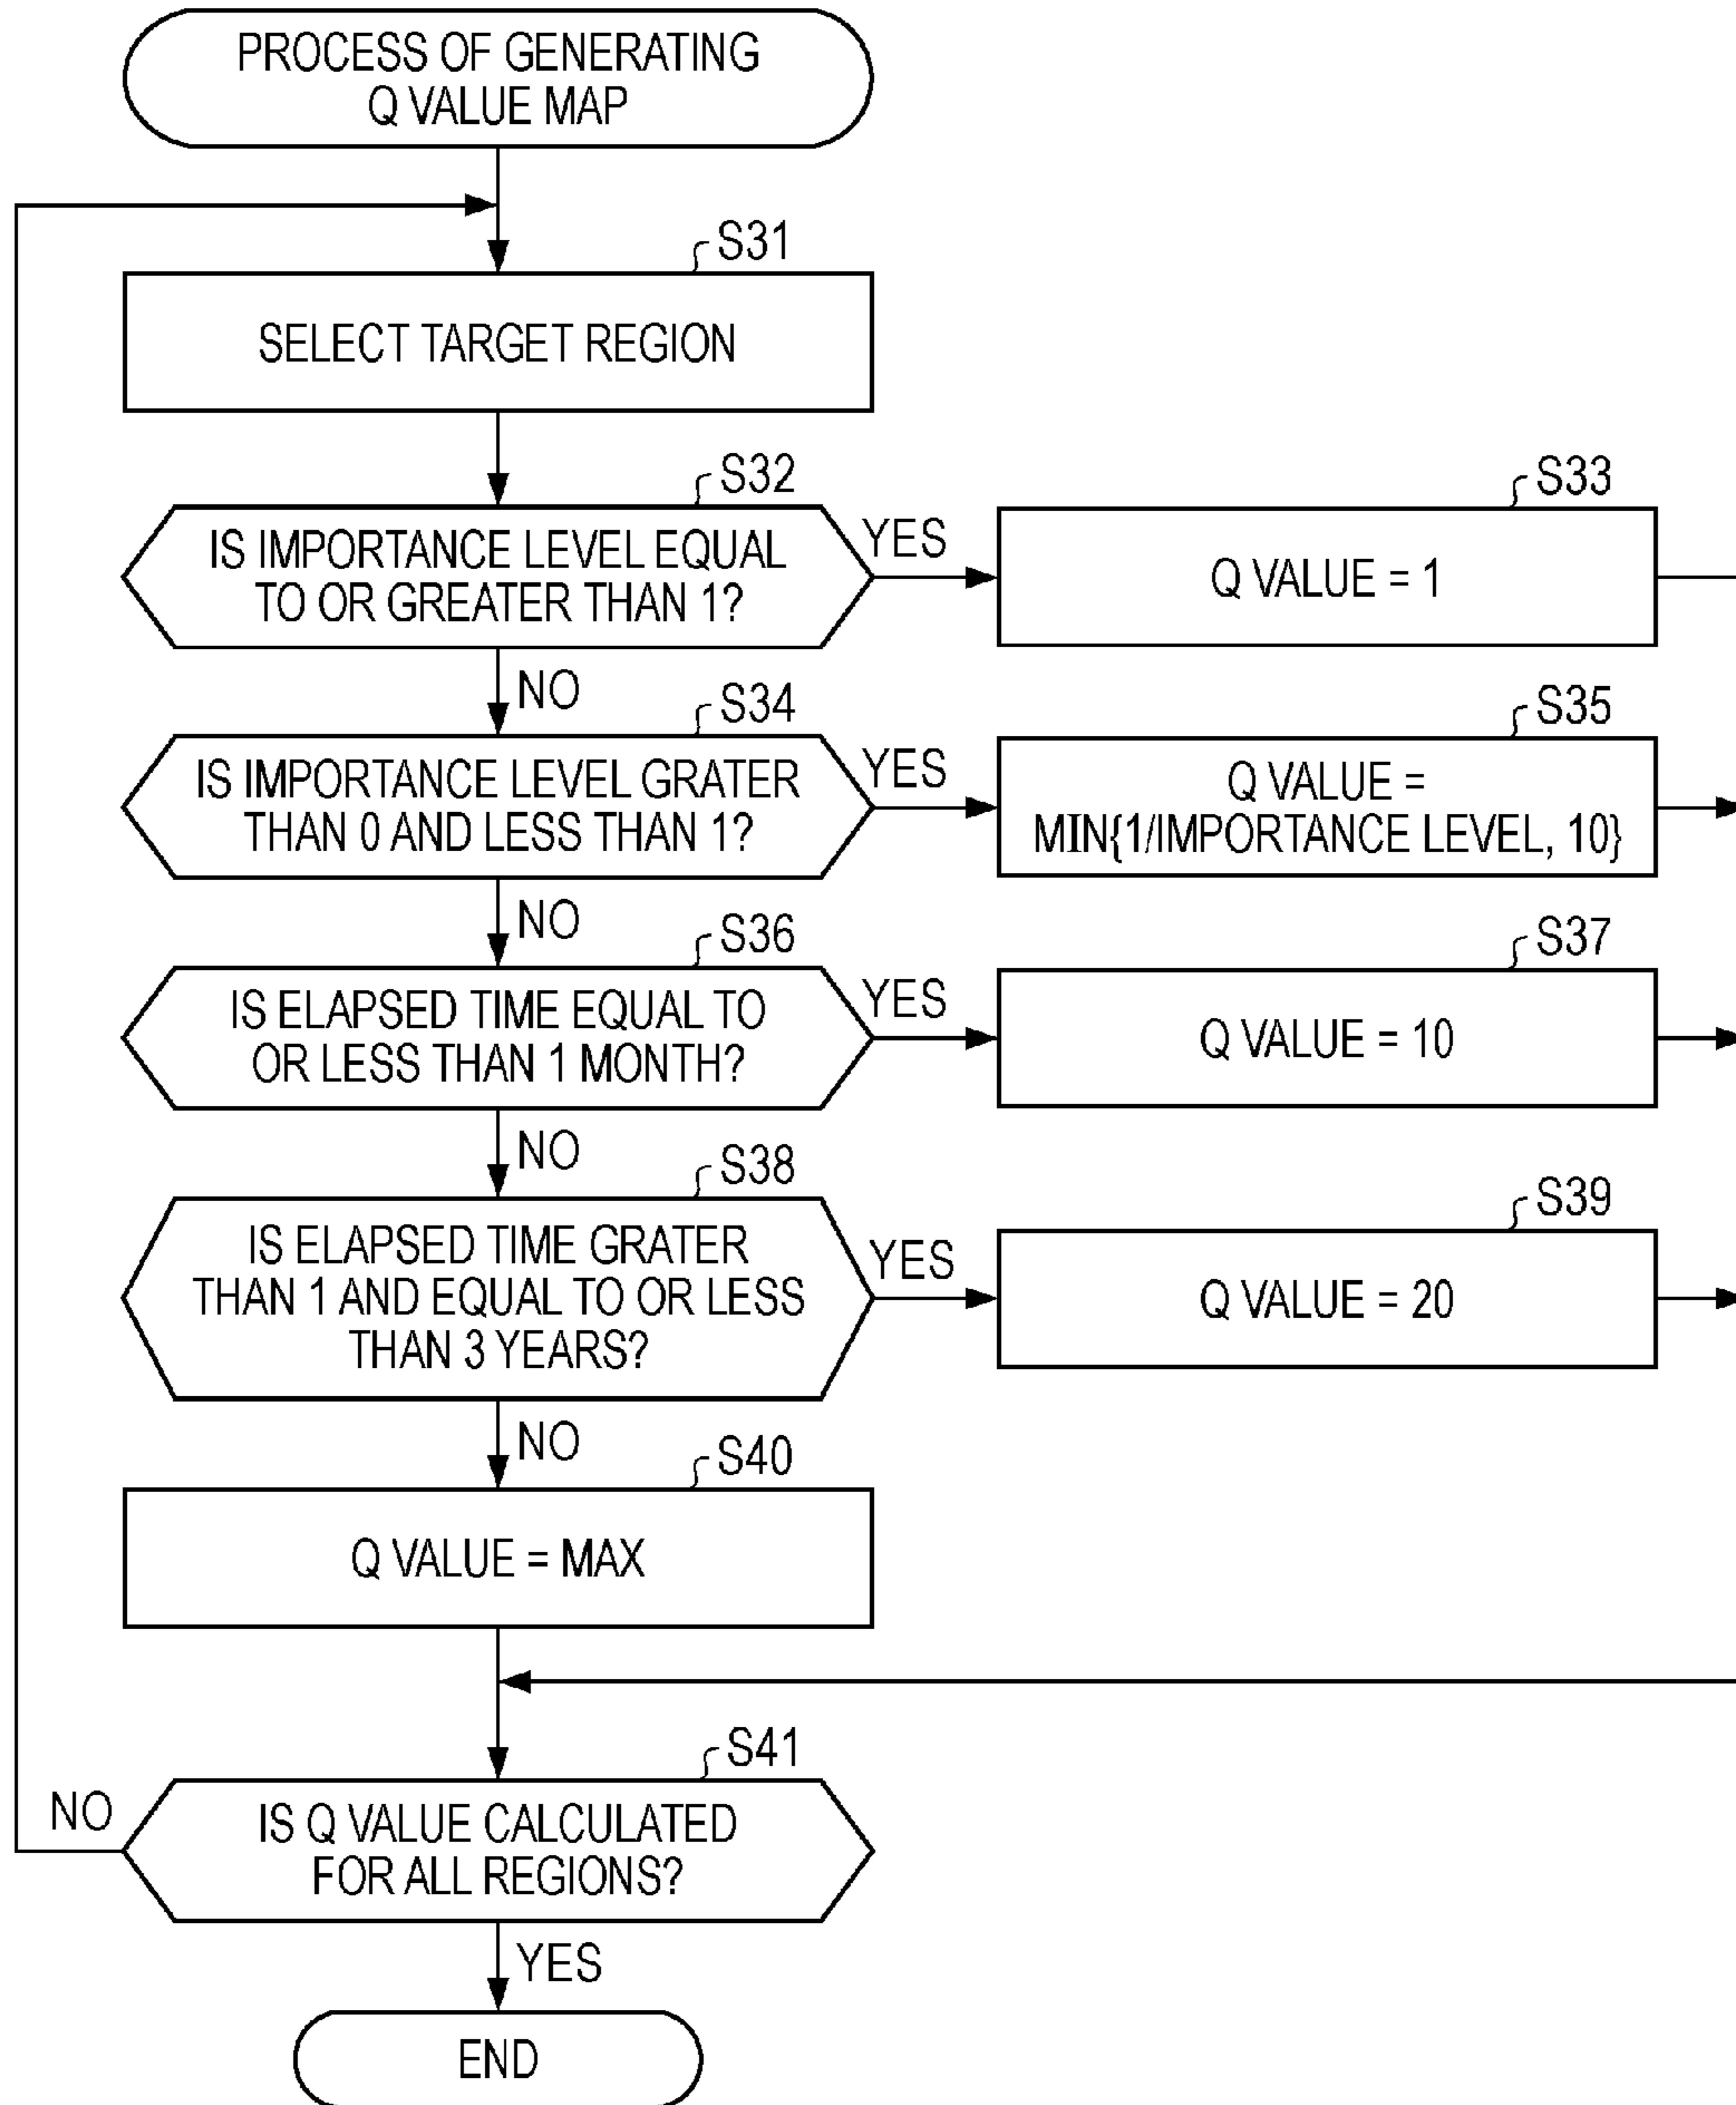 PROCESS OF GENERATING
Q VALUE MAP
S31
SELECT TARGET REGION
S32
IS IMPORTANCE LEVEL EQUAL
TO OR GREATER THAN 1?
YES
S33
Q VALUE = 1
NO
S34
IS IMPORTANCE LEVEL GRATER
THAN 0 AND LESS THAN 1?
YES
S35
Q VALUE =
MIN{1/IMPORTANCE LEVEL, 10}
NO
S36
IS ELAPSED TIME EQUAL TO
OR LESS THAN 1 MONTH?
YES
S37
Q VALUE = 10
NO
S38
IS ELAPSED TIME GRATER
THAN 1 AND EQUAL TO OR LESS
THAN 3 YEARS?
YES
S39
Q VALUE = 20
NO
S40
Q VALUE = MAX
S41
IS Q VALUE CALCULATED
FOR ALL REGIONS?
NO
YES
END